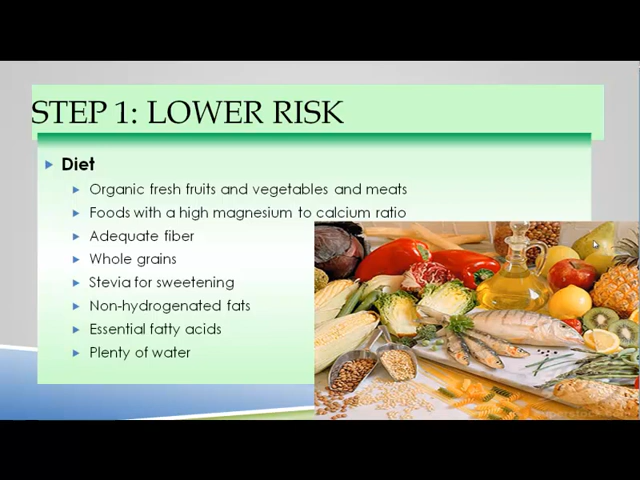 STEP 1: LOWER RISK
Diet
Organic fresh fruits and vegetables and meats
Foods with a high magnesium to calcium ratio
Adequate fiber
Whole grains
Stevia for sweetening
Non-hydrogenated fats
Essential fatty acids
Plenty of water